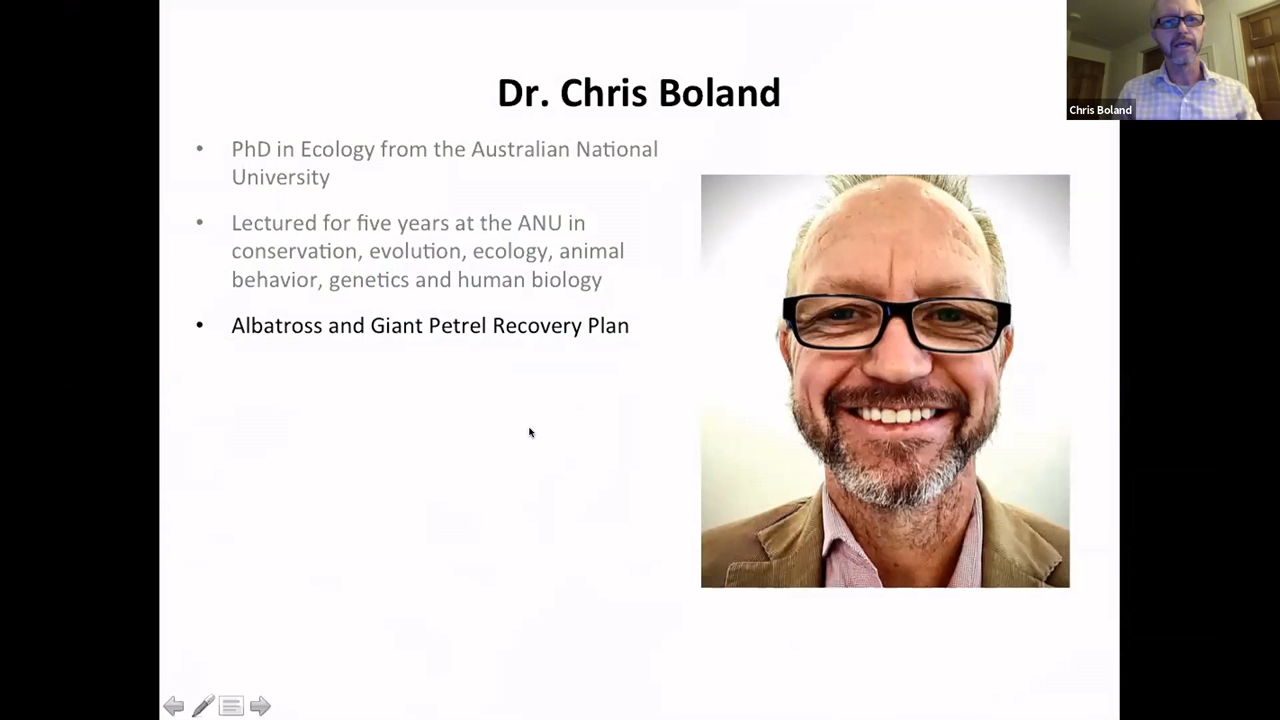 Dr. Chris Boland
Chris Boland
• PhD in Ecology from the Australian National
University
• Lectured for five years at the ANU in
conservation, evolution, ecology, animal
behavior, genetics and human biology
• Albatross and Giant Petrel Recovery Plan